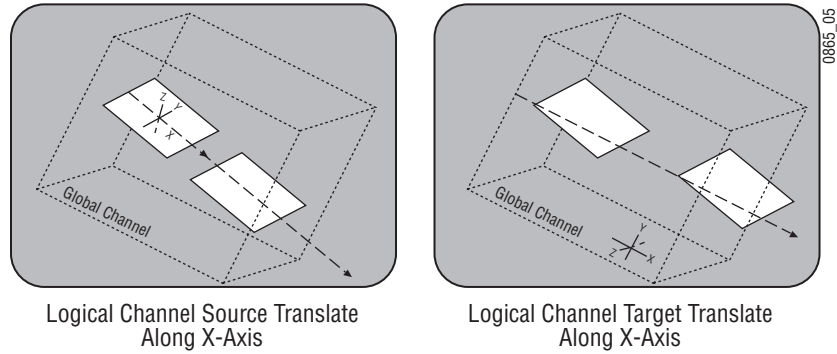 0865_05
Z
Y
X
Global Channel
Y
Z
X
Global Channel
Logical Channel Source Translate
Along X-Axis
Logical Channel Target Translate
Along X-Axis